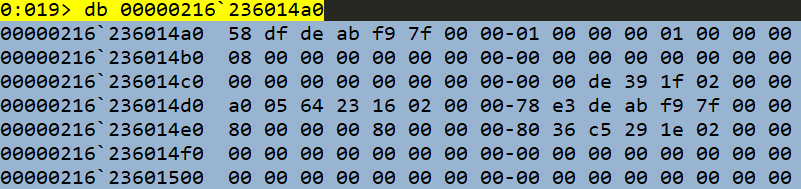 0:019> db 00000216`236014a0
00000216`236014a0  58 df de ab f9 7f 00 00-01 00 00 00 01 00 00 00
00000216`236014b0  08 00 00 00 00 00 00 00-00 00 00 00 00 00 00 00
00000216`236014c0  00 00 00 00 00 00 00 00-00 00 de 39 1f 02 00 00
00000216`236014d0  a0 05 64 23 16 02 00 00-78 e3 de ab f9 7f 00 00
00000216`236014e0  80 00 00 00 80 00 00 00-80 36 c5 29 1e 02 00 00
00000216`236014f0  00 00 00 00 00 00 00 00-00 00 00 00 00 00 00 00
00000216`23601500  00 00 00 00 00 00 00 00-00 00 00 00 00 00 00 00